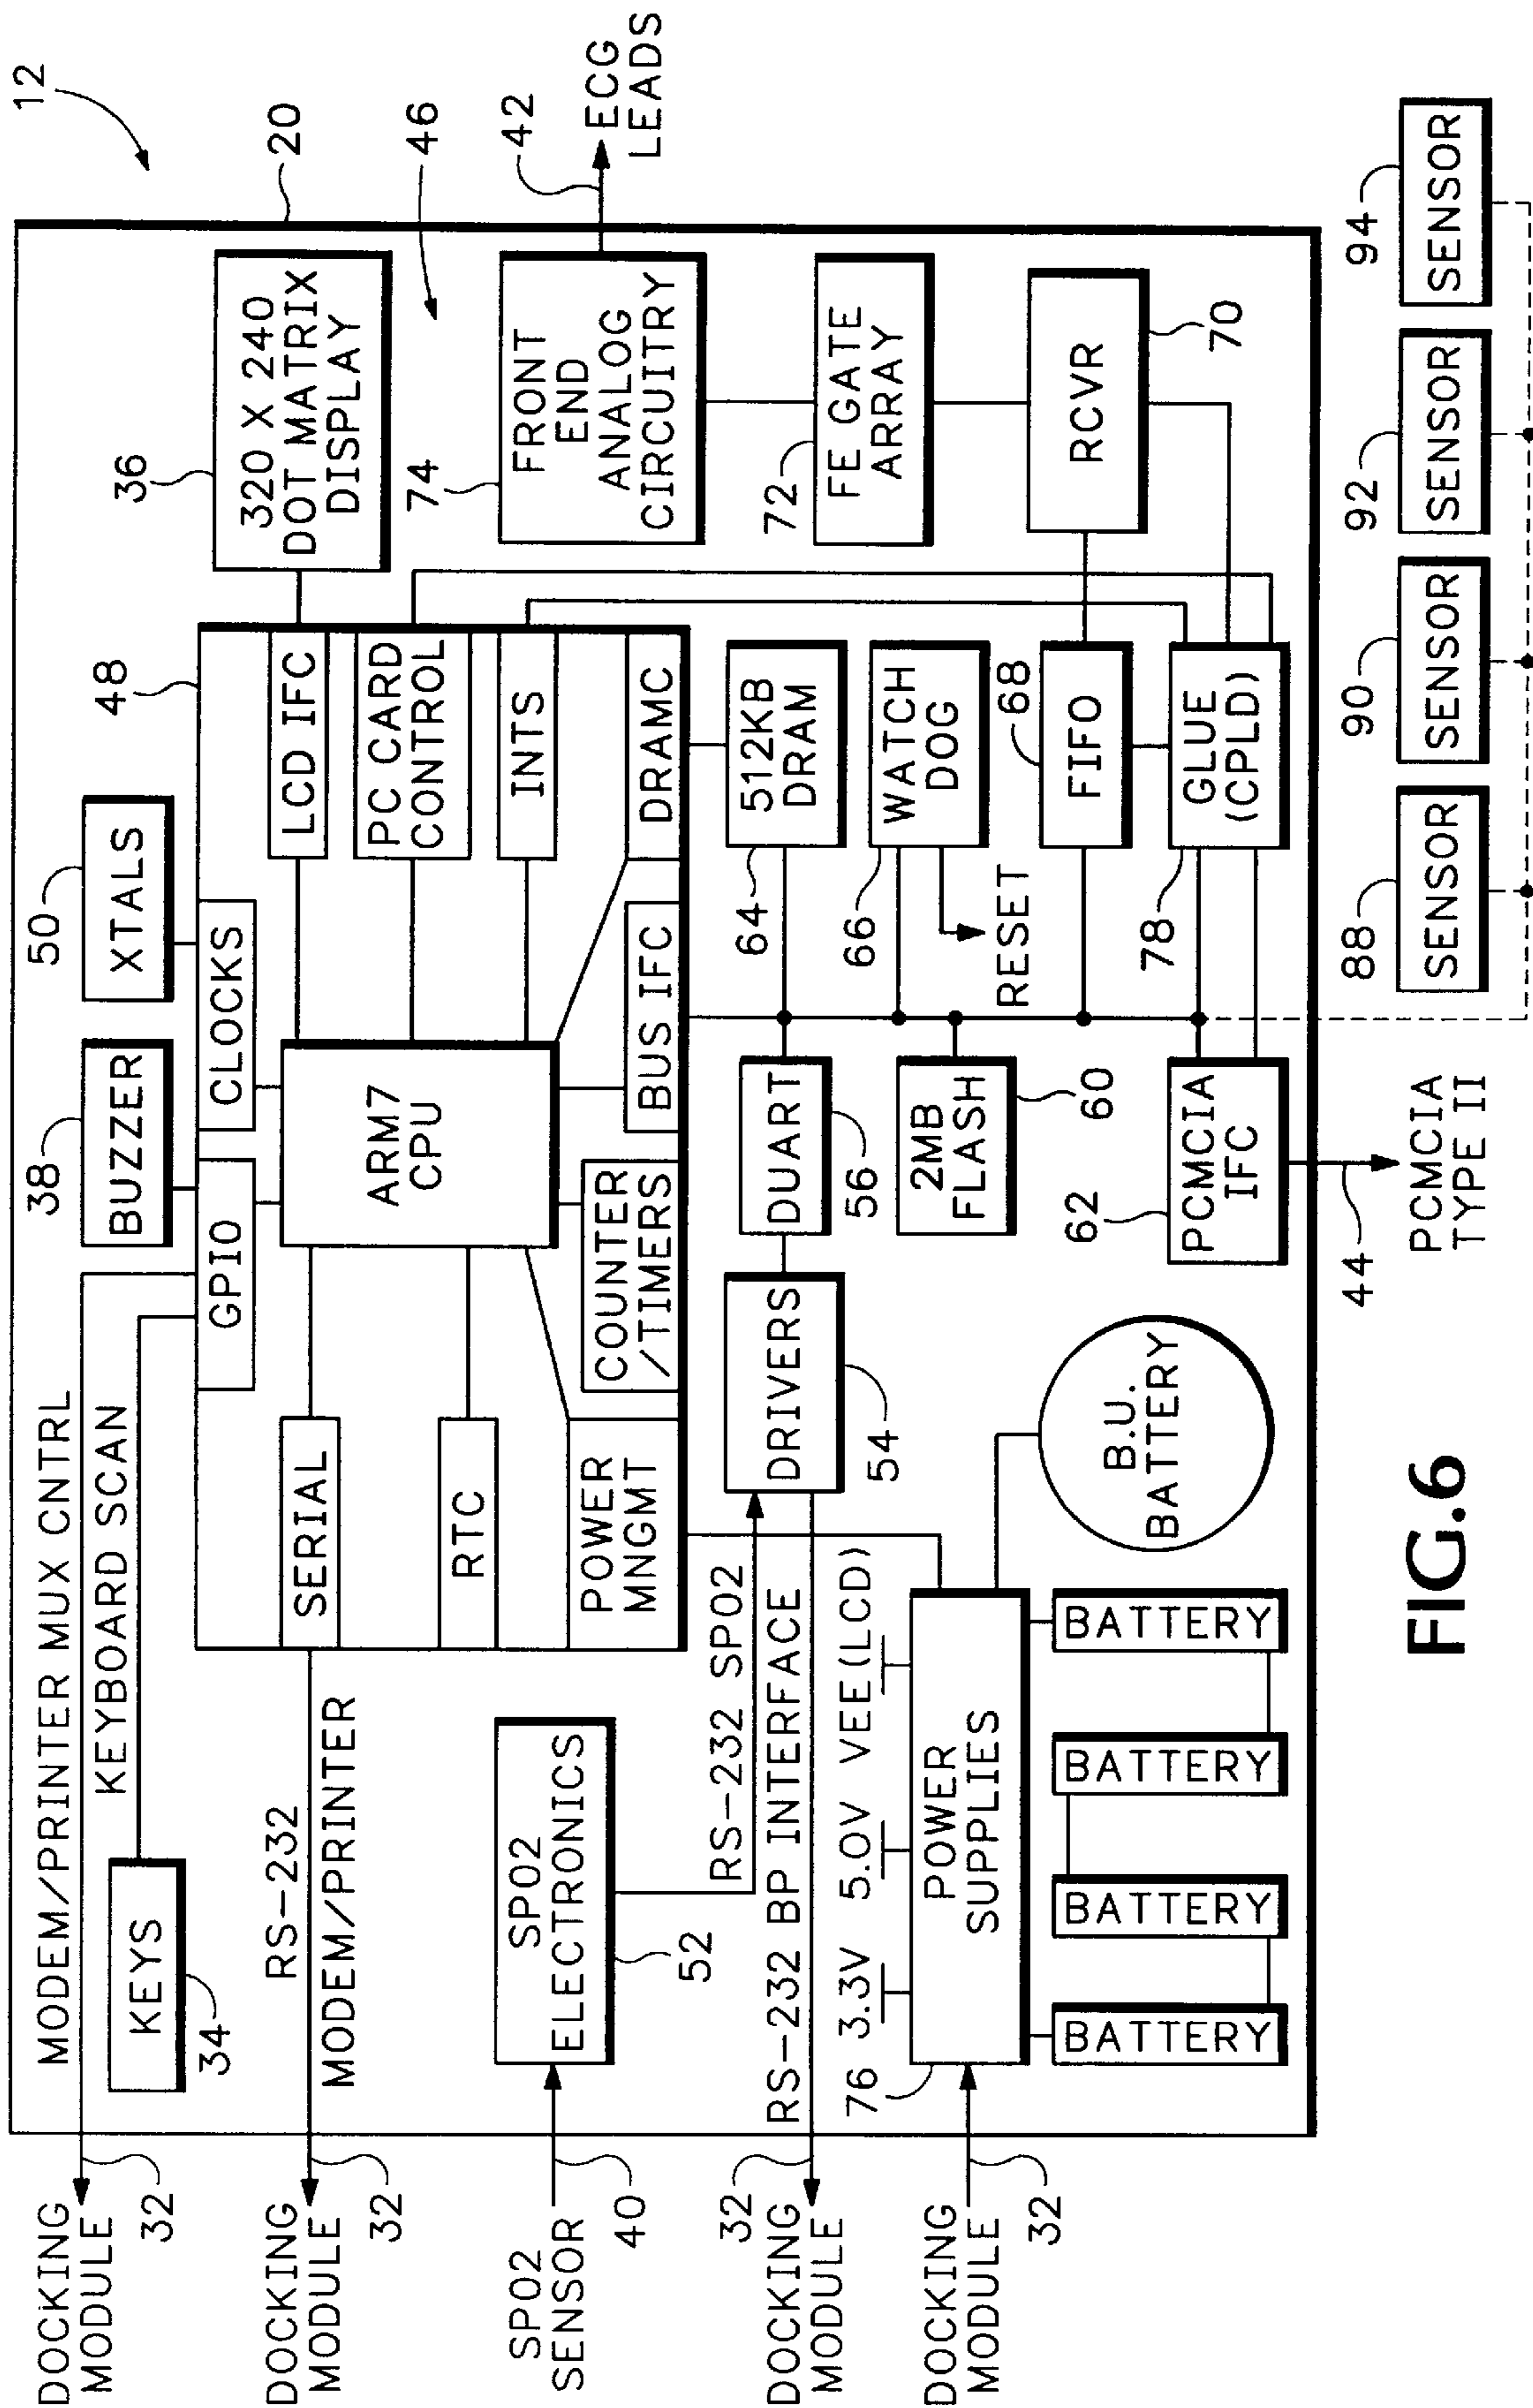 12
20
DOCKING
MODULE
32
MODEM/PRINTER MUX CNTRL
KEYBOARD SCAN
KEYS
34
38
BUZZER
50
XTALS
48
36
320 X 240
DOT MATRIX
DISPLAY
DOCKING
MODULE
32
RS-232
MODEM/PRINTER
SERIAL
GPIO
CLOCKS
LCD IFC
PC CARD
CONTROL
INTS
DRAMC
BUS IFC
ARM7
CPU
RTC
POWER
MNGMT
COUNTER
/TIMERS
46
74
FRONT
END
ANALOG
CIRCUITRY
42
ECG
LEADS
SP02
SENSOR
40
SP02
ELECTRONICS
52
RS-232 SP02
RS-232 BP INTERFACE
DOCKING
MODULE
32
DRIVERS
54
DUART
56
64
512KB
DRAM
72
FE GATE
ARRAY
66
WATCH
DOG
RESET
2MB
FLASH
60
68
FIFO
RCVR
70
DOCKING
MODULE
32
76
3.3V
5.0V
VEE(LCD)
POWER
SUPPLIES
BATTERY
BATTERY
BATTERY
BATTERY
B.U.
BATTERY
62
PCMCIA
IFC
78
GLUE
(CPLD)
44
PCMCIA
TYPE II
88
SENSOR
90
SENSOR
92
SENSOR
94
SENSOR
FIG.6